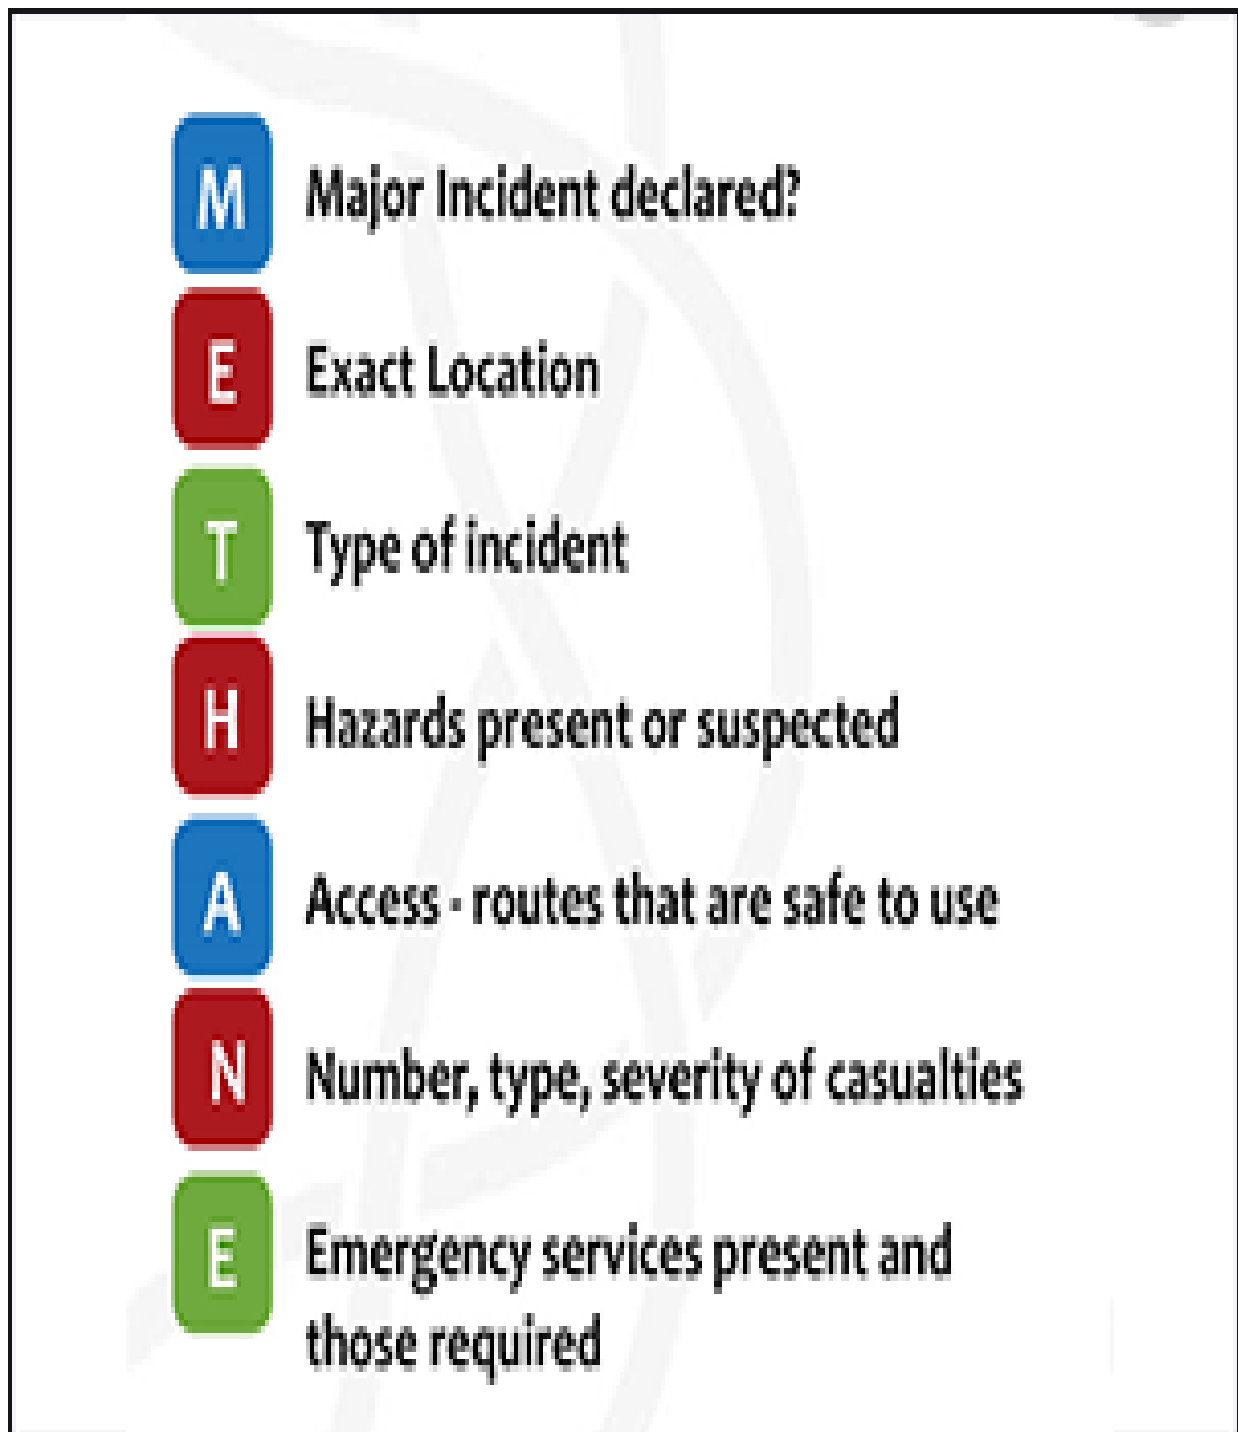 M Major Incident declared?
E Exact Location
T Type of incident
H Hazards present or suspected
A Access - routes that are safe to use
N Number, type, severity of casualties
E Emergency services present and
those required